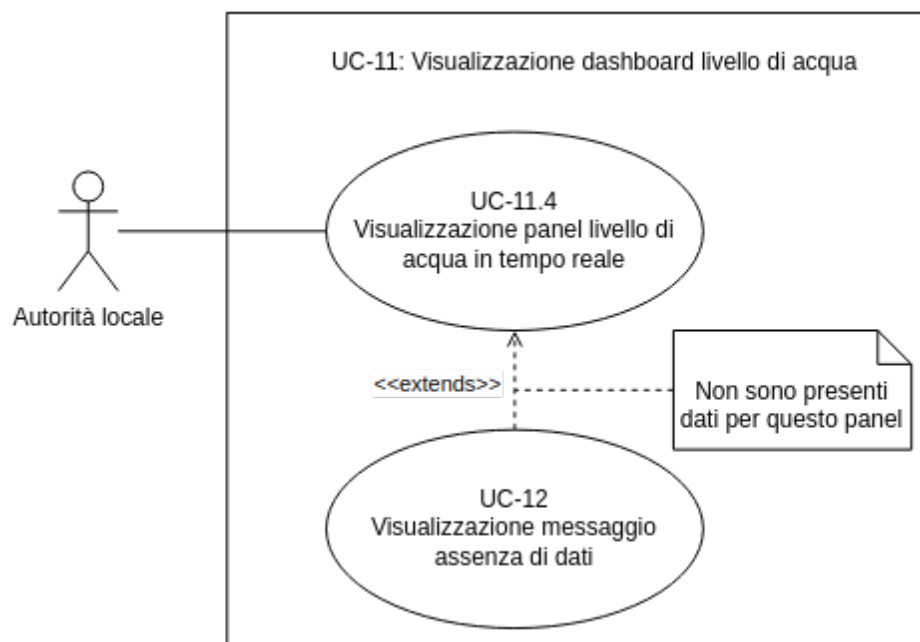 UC-11: Visualizzazione dashboard livello di acqua
UC-11.4
Visualizzazione panel livello di
acqua in tempo reale
Autorità locale
<<extends>>
Non sono presenti
dati per questo panel
UC-12
Visualizzazione messaggio
assenza di dati